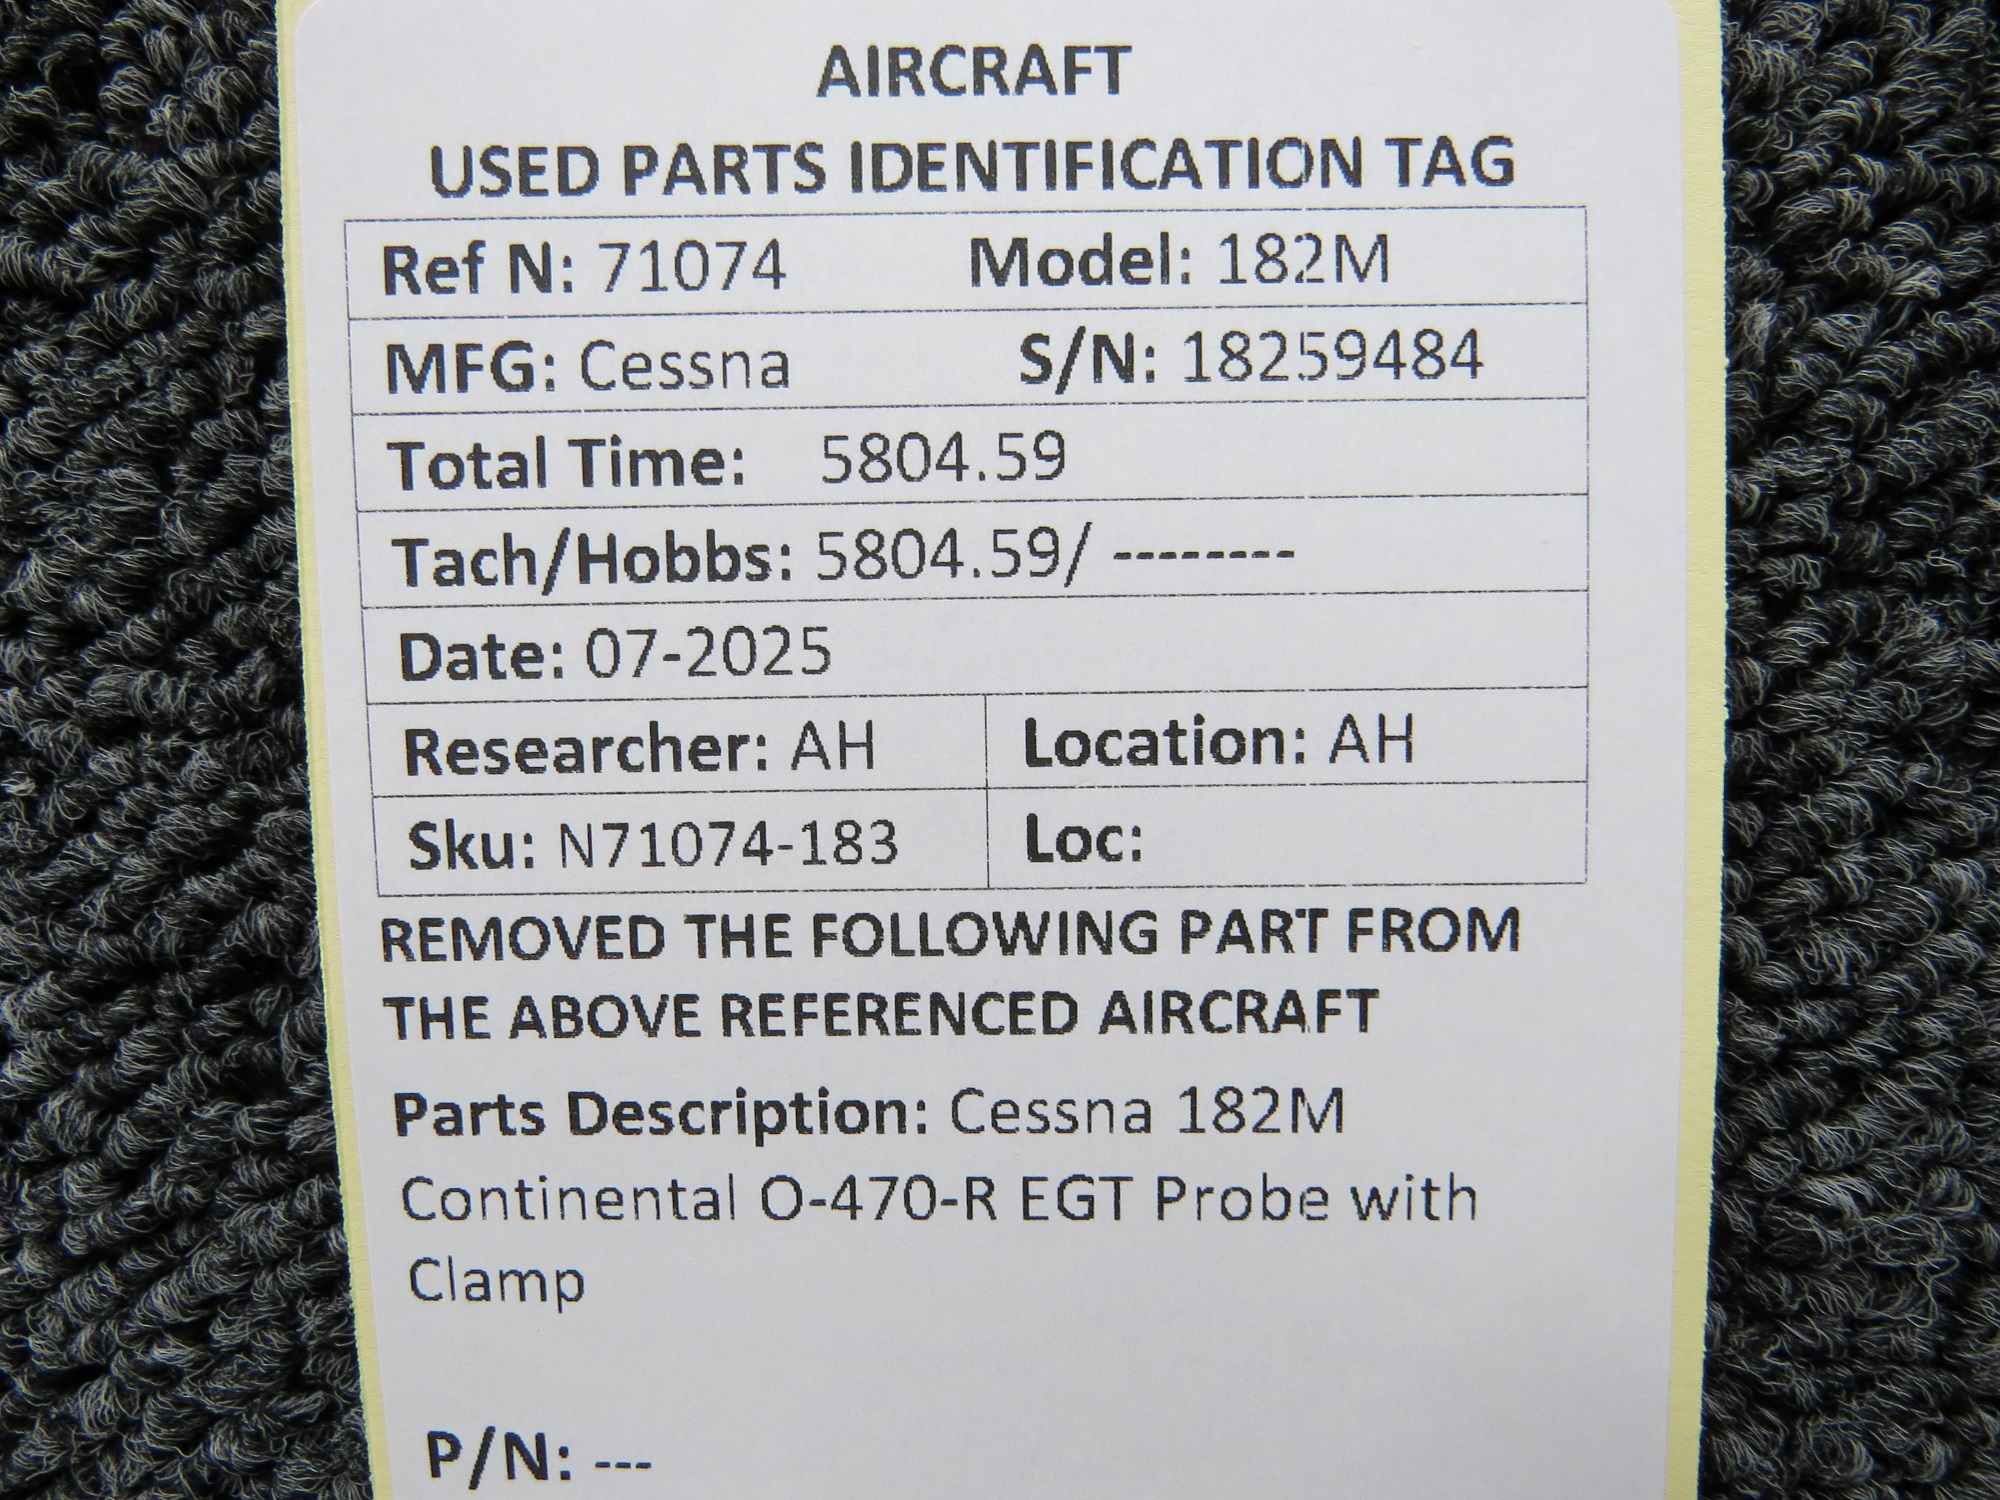 AIRCRAFT
USED PARTS IDENTIFICATION TAG
Ref N: 71074 Model: 182M
MFG: Cessna S/N: 18259484
Total Time: 5804.59
Tach/Hobbs: 5804.59/ --------
Date: 07-2025
Researcher: AH Location: AH
Sku: N71074-183 Loc:
REMOVED THE FOLLOWING PART FROM
THE ABOVE REFERENCED AIRCRAFT
Parts Description: Cessna 182M
Continental O-470-R EGT Probe with
Clamp
P/N: ---